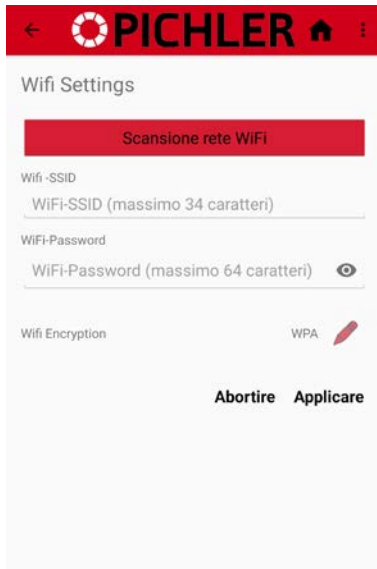 PICHLER
Wifi Settings
Scansione rete WiFi
Wifi -SSID
WiFi-SSID (massimo 34 caratteri)
WiFi-Password
WiFi-Password (massimo 64 caratteri)
Wifi Encryption WPA
Abortire Applicare